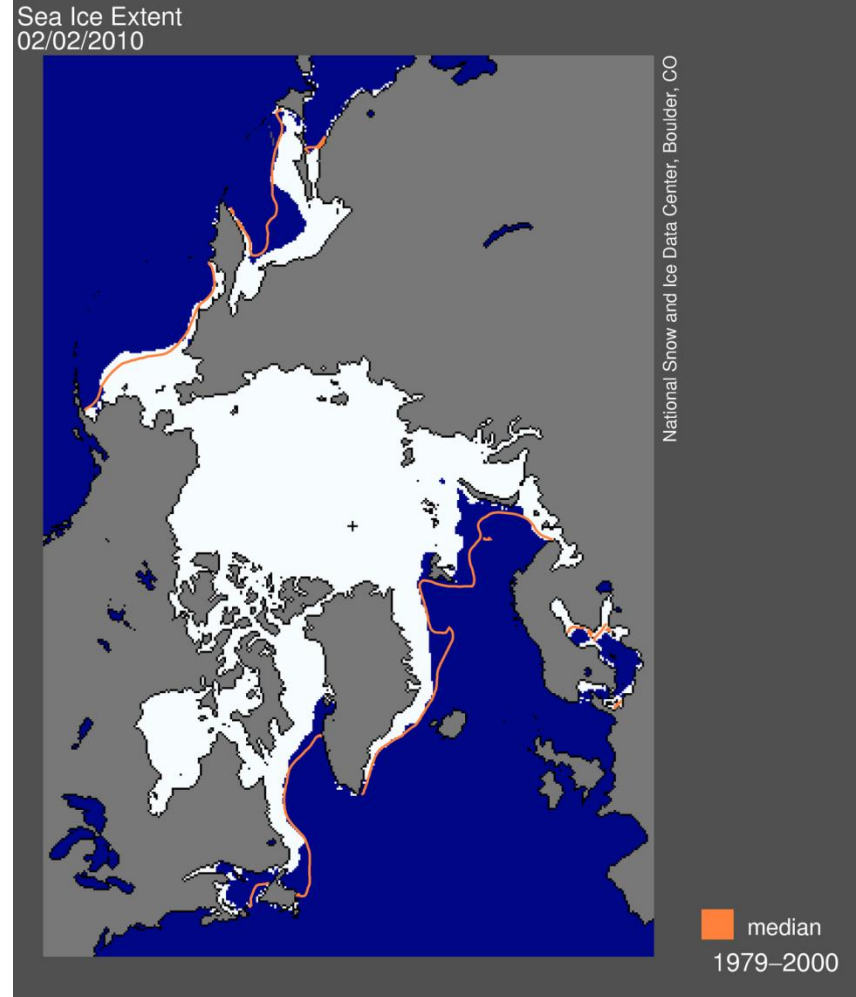 Sea Ice Extent
02/02/2010
National Snow and Ice Data Center, Boulder, CO
median
1979–2000